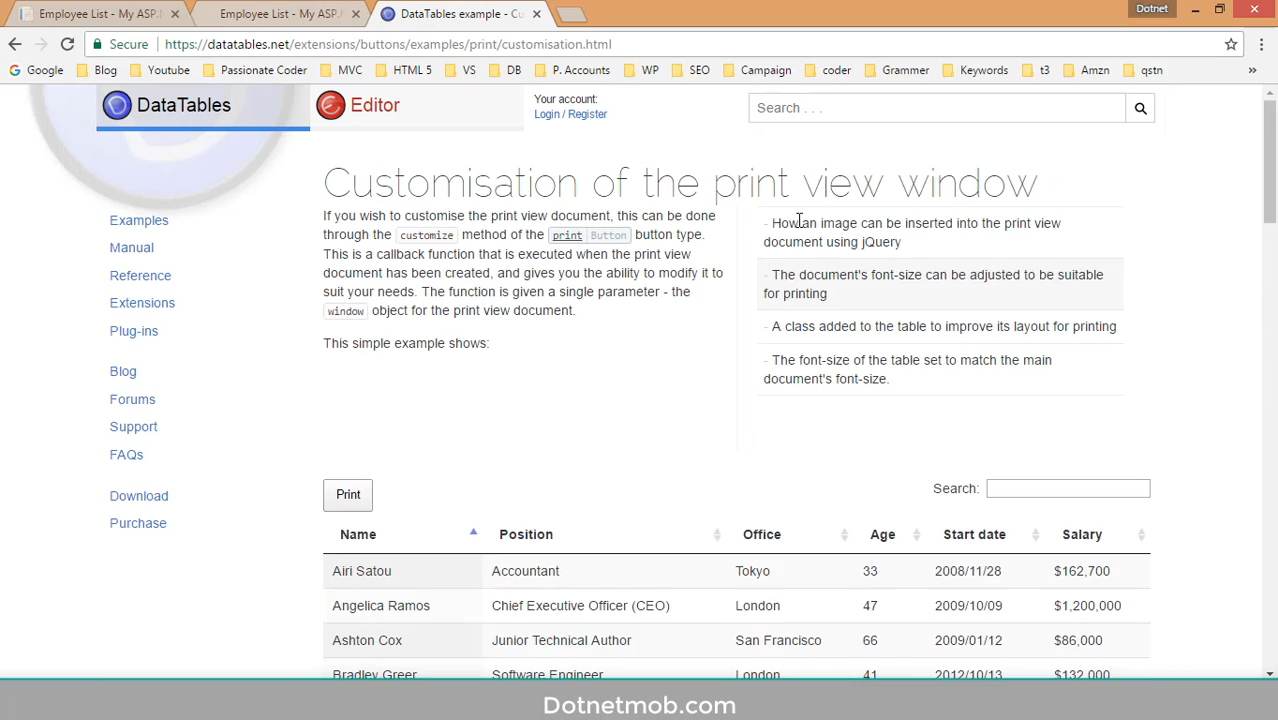 Employee List - My ASP.N
Employee List - My ASP.N
DataTables example - Cu
Dotnet
Secure
https://datatables.net/extensions/buttons/examples/print/customisation.html
Google Blog Youtube Passionate Coder MVC HTML 5 VS DB P. Accounts WP SEO Campaign coder Grammer Keywords t3 Amzn qstn
DataTables
Editor
Your account:
Login / Register
Search . . .
Customisation of the print view window
Examples
Manual
Reference
Extensions
Plug-ins
Blog
Forums
Support
FAQs
Download
Purchase
If you wish to customise the print view document, this can be done
through the customize method of the print Button button type.
This is a callback function that is executed when the print view
document has been created, and gives you the ability to modify it to
suit your needs. The function is given a single parameter - the
window object for the print view document.
This simple example shows:
- How an image can be inserted into the print view
document using jQuery
- The document's font-size can be adjusted to be suitable
for printing
- A class added to the table to improve its layout for printing
- The font-size of the table set to match the main
document's font-size.
Print
Search:
Name Position Office Age Start date Salary
Airi Satou Accountant Tokyo 33 2008/11/28 $162,700
Angelica Ramos Chief Executive Officer (CEO) London 47 2009/10/09 $1,200,000
Ashton Cox Junior Technical Author San Francisco 66 2009/01/12 $86,000
Bradley Greer Software Engineer London 41 2012/10/13 $132,000
Dotnetmob.com